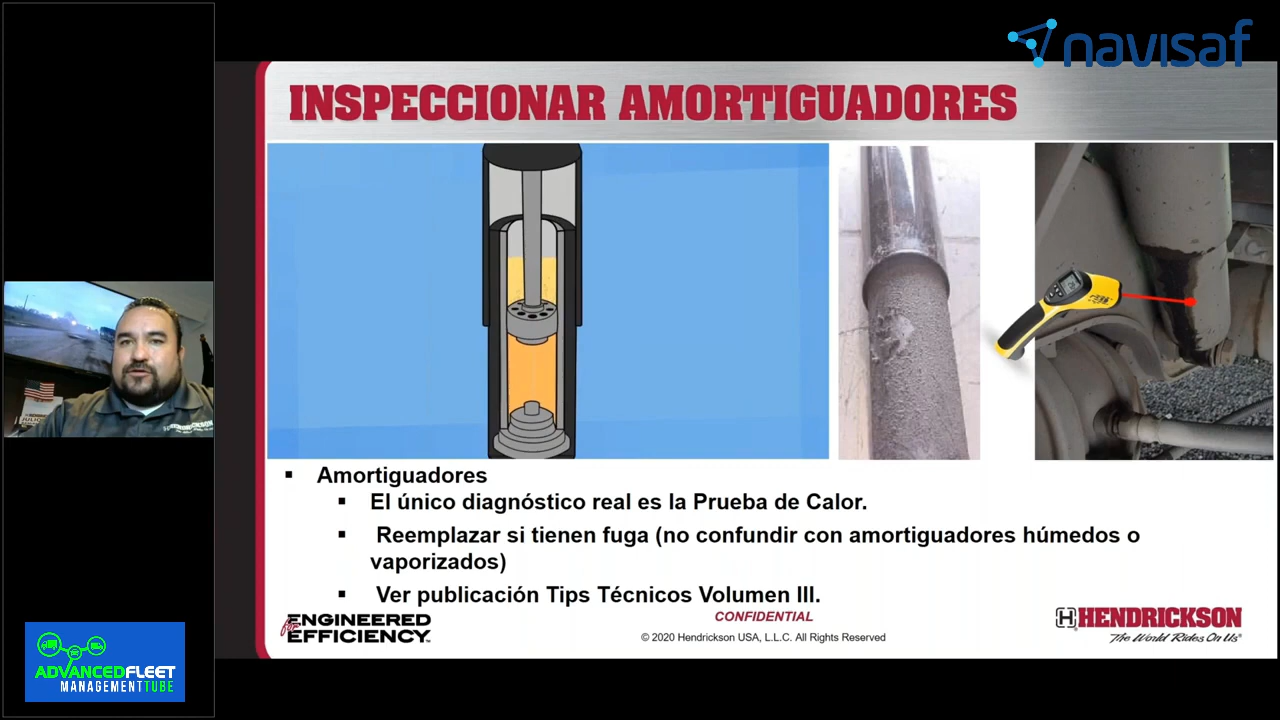 navisaf
INSPECCIONAR AMORTIGUADORES
▪ Amortiguadores
▪ El único diagnóstico real es la Prueba de Calor.
▪ Reemplazar si tienen fuga (no confundir con amortiguadores húmedos o
vaporizados)
▪ Ver publicación Tips Técnicos Volumen III.
ENGINEERED
for EFFICIENCY
CONFIDENTIAL
© 2020 Hendrickson USA, L.L.C. All Rights Reserved
HENDRICKSON
The World Rides On Us
ADVANCEDFLEET
MANAGEMENTTUBE